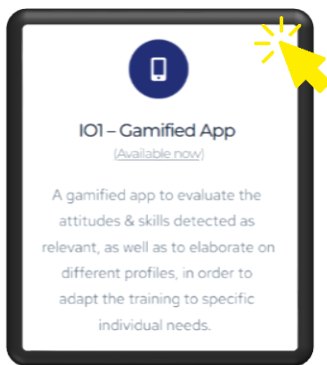 IO1 – Gamified App
(Available now)
A gamified app to evaluate the
attitudes & skills detected as
relevant, as well as to elaborate on
different profiles, in order to
adapt the training to specific
individual needs.